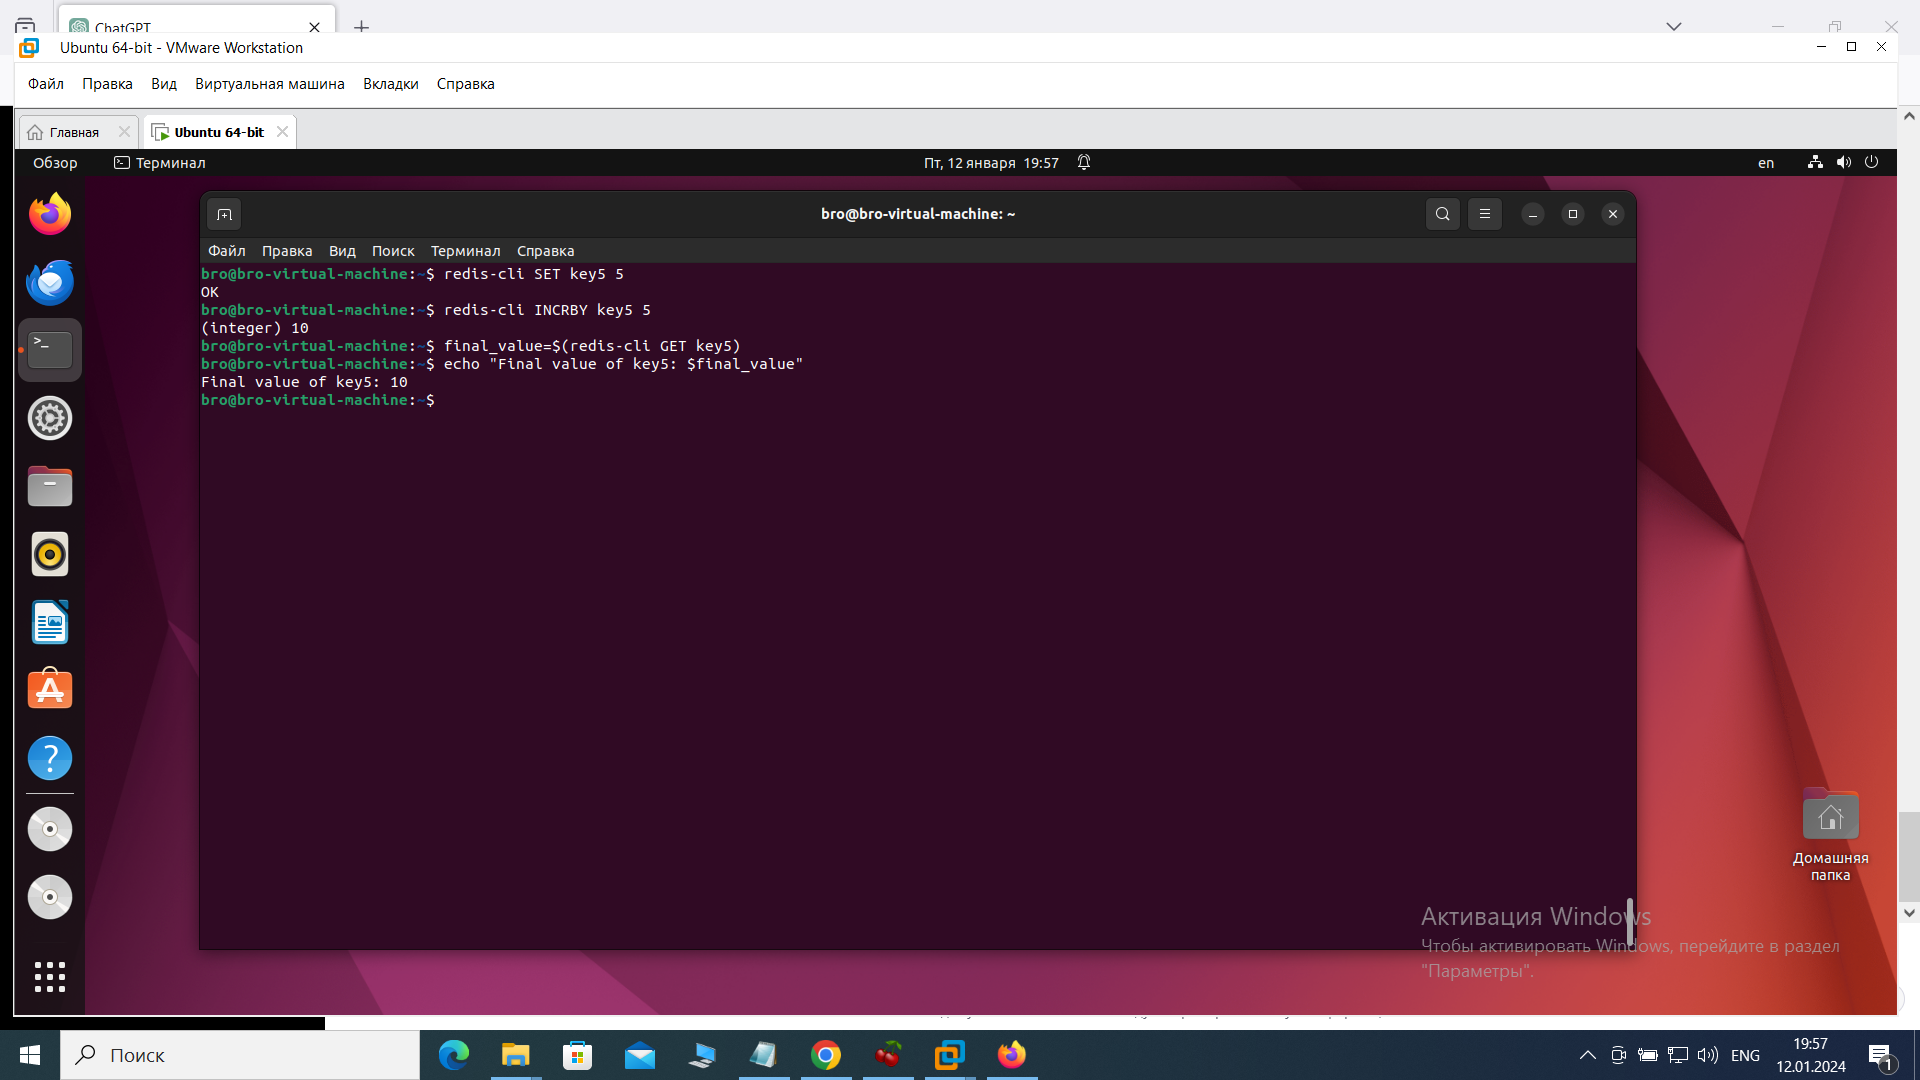 ChatGPT
Ubuntu 64-bit - VMware Workstation
Файл Правка Вид Виртуальная машина Вкладки Справка
Главная Ubuntu 64-bit
Обзор Терминал Пт, 12 января 19:57 en
bro@bro-virtual-machine: ~
Файл Правка Вид Поиск Терминал Справка
bro@bro-virtual-machine:~$ redis-cli SET key5 5
OK
bro@bro-virtual-machine:~$ redis-cli INCRBY key5 5
(integer) 10
bro@bro-virtual-machine:~$ final_value=$(redis-cli GET key5)
bro@bro-virtual-machine:~$ echo "Final value of key5: $final_value"
Final value of key5: 10
bro@bro-virtual-machine:~$
Домашняя
папка
Активация Windows
Чтобы активировать Windows, перейдите в раздел
"Параметры".
Поиск
ENG
19:57
12.01.2024
1